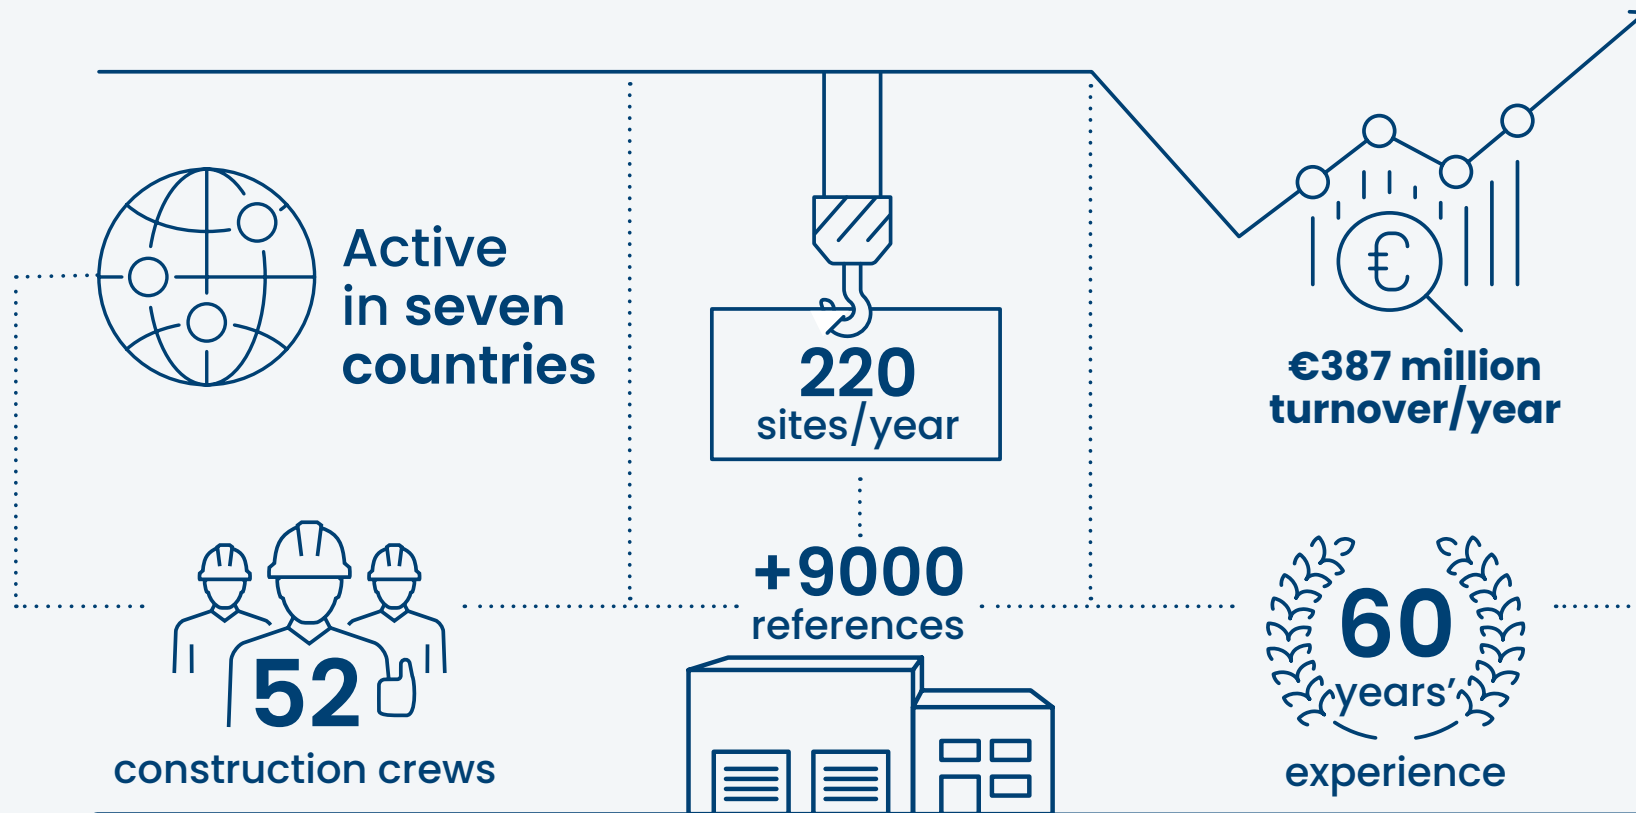 Active
in seven
countries
220
sites/year
€
€387 million
turnover/year
52
construction crews
+9000
references
60
years’
experience